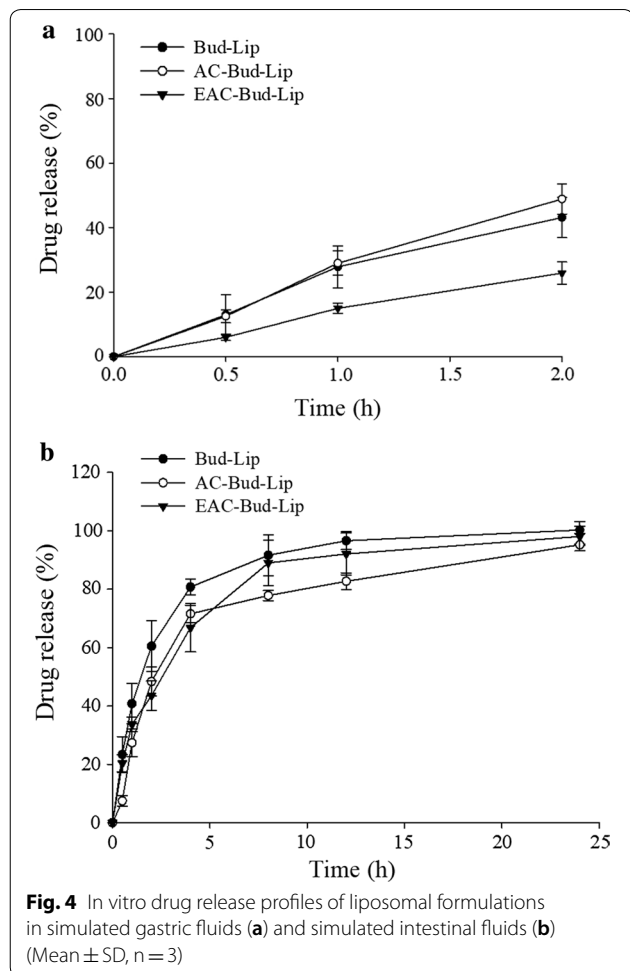 a
100
80
60
40
20
0
Drug release (%)
Bud-Lip
AC-Bud-Lip
EAC-Bud-Lip
0.0 0.5 1.0 1.5 2.0
Time (h)
b
120
100
80
60
40
20
0
Drug release (%)
Bud-Lip
AC-Bud-Lip
EAC-Bud-Lip
0 5 10 15 20 25
Time (h)
Fig. 4 In vitro drug release profiles of liposomal formulations
in simulated gastric fluids (a) and simulated intestinal fluids (b)
(Mean ± SD, n = 3)